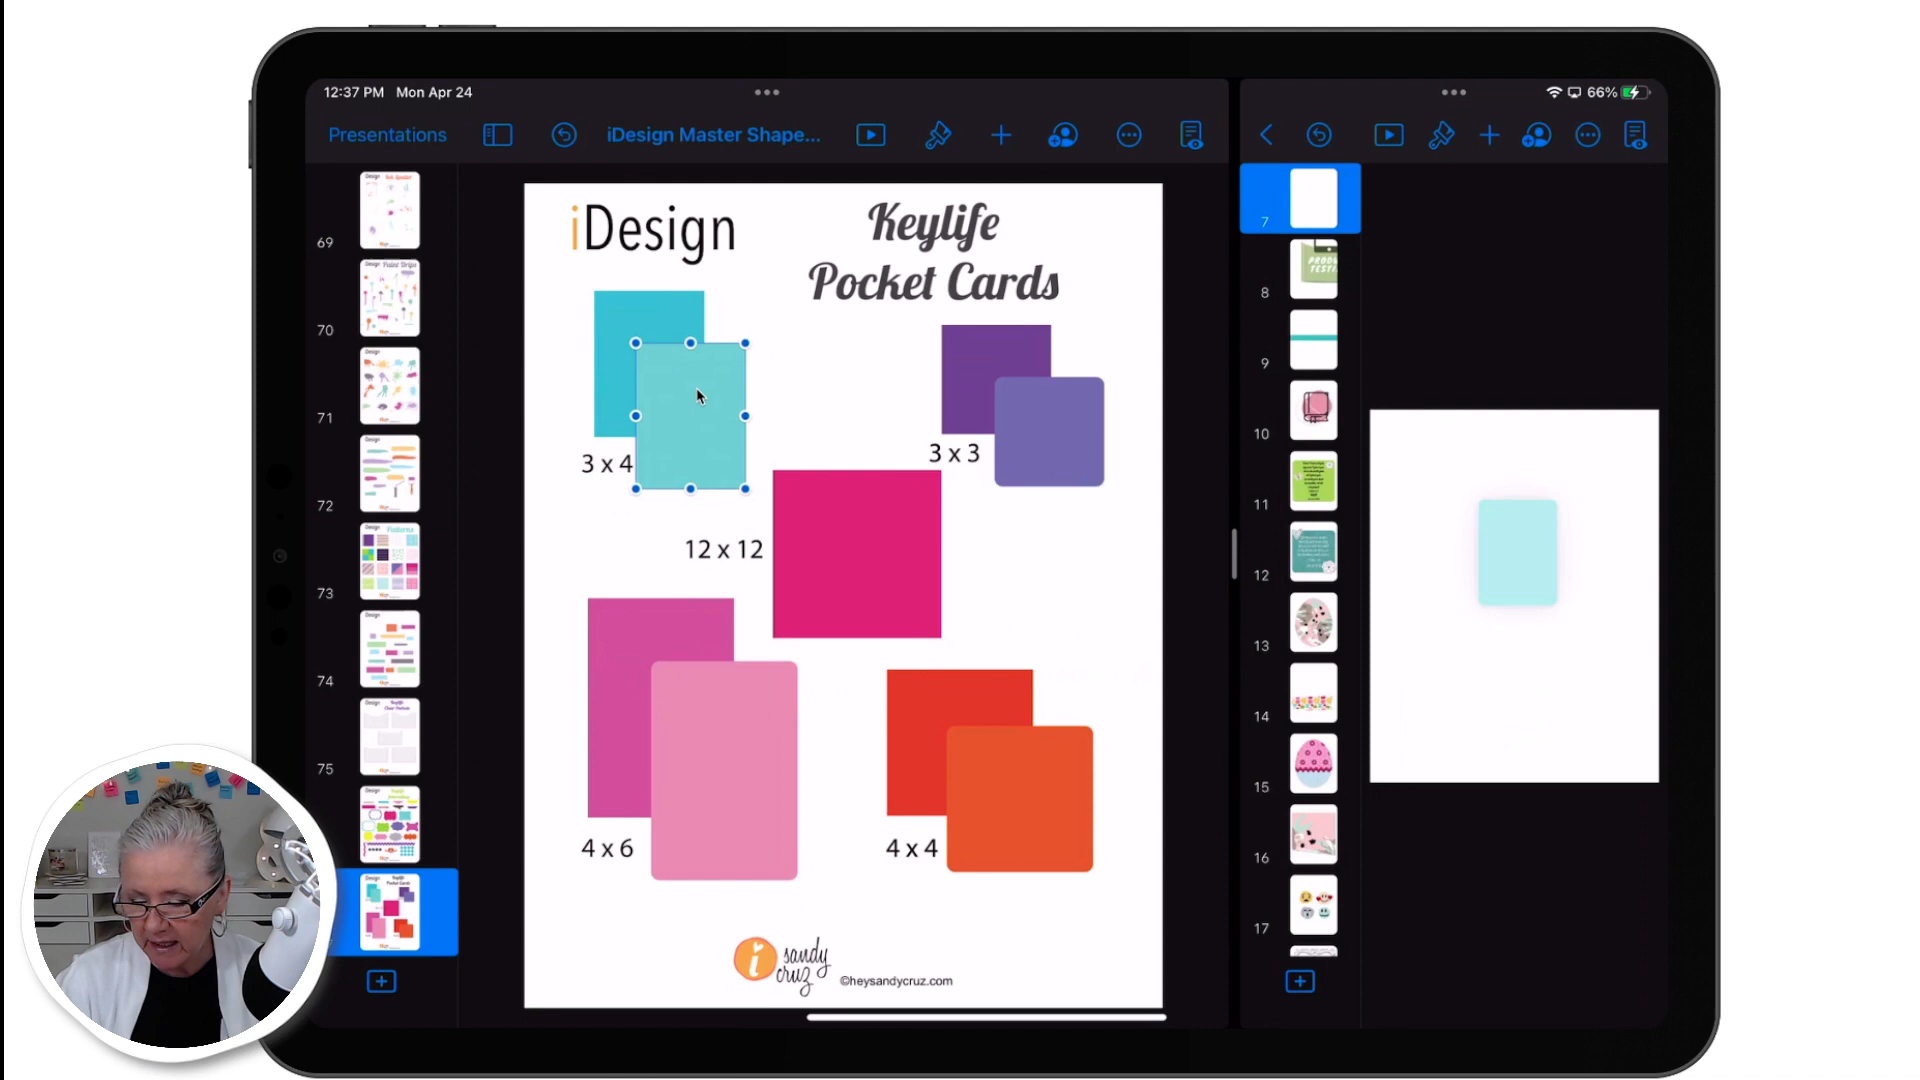 12:37 PM Mon Apr 24
66%
Presentations
iDesign Master Shape...
69
70
71
72
73
74
75
iDesign
Keylife
Pocket Cards
3 x 4
3 x 3
12 x 12
4 x 6
4 x 4
i sandy
cruz
©heysandycruz.com
7
8
9
10
11
12
13
14
15
16
17